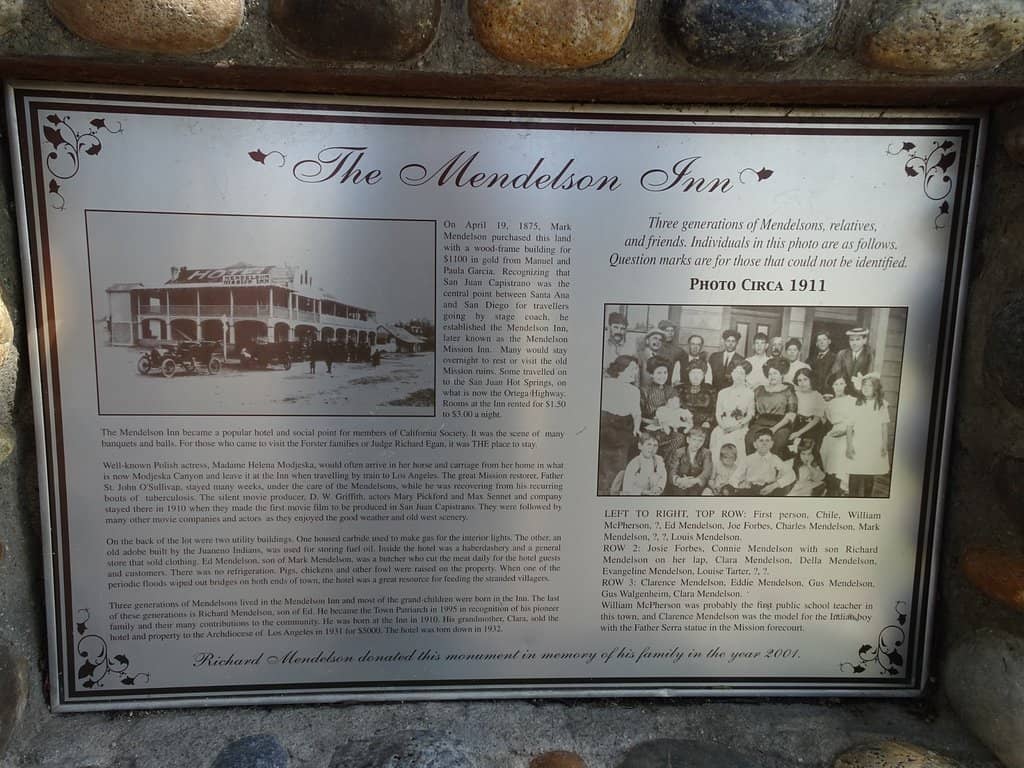 The Mendelson Inn
HOTEL
MENDELSON
MISSION INN
On April 19, 1875, Mark
Mendelson purchased this land
with a wood-frame building for
$1100 in gold from Manuel and
Paula Garcia. Recognizing that
San Juan Capistrano was the
central point between Santa Ana
and San Diego for travellers
going by stage coach, he
established the Mendelson Inn,
later known as the Mendelson
Mission Inn. Many would stay
overnight to rest or visit the old
Mission ruins. Some travelled on
to the San Juan Hot Springs, on
what is now the Ortega Highway.
Rooms at the Inn rented for $1.50
to $3.00 a night.
The Mendelson Inn became a popular hotel and social point for members of California Society. It was the scene of many
banquets and balls. For those who came to visit the Forster families or Judge Richard Egan, it was THE place to stay.
Well-known Polish actress, Madame Helena Modjeska, would often arrive in her horse and carriage from her home in what
is now Modjeska Canyon and leave it at the Inn when travelling by train to Los Angeles. The great Mission restorer, Father
St. John O'Sullivan, stayed many weeks, under the care of the Mendelsons, while he was recovering from his recurring
bouts of tuberculosis. The silent movie producer, D. W. Griffith, actors Mary Pickford and Max Sennet and company
stayed there in 1910 when they made the first movie film to be produced in San Juan Capistrano. They were followed by
many other movie companies and actors as they enjoyed the good weather and old west scenery.
On the back of the lot were two utility buildings. One housed carbide used to make gas for the interior lights. The other, an
old adobe built by the Juaneno Indians, was used for storing fuel oil. Inside the hotel was a haberdashery and a general
store that sold clothing. Ed Mendelson, son of Mark Mendelson, was a butcher who cut the meat daily for the hotel guests
and customers. There was no refrigeration. Pigs, chickens and other fowl were raised on the property. When one of the
periodic floods wiped out bridges on both ends of town, the hotel was a great resource for feeding the stranded villagers.
Three generations of Mendelsons lived in the Mendelson Inn and most of the grand-children were born in the Inn. The last
of these generations is Richard Mendelson, son of Ed. He became the Town Patriarch in 1995 in recognition of his pioneer
family and their many contributions to the community. He was born at the Inn in 1910. His grandmother, Clara, sold the
hotel and property to the Archdiocese of Los Angeles in 1931 for $5000. The hotel was torn down in 1932.
Three generations of Mendelsons, relatives,
and friends. Individuals in this photo are as follows.
Question marks are for those that could not be identified.
PHOTO CIRCA 1911
LEFT TO RIGHT, TOP ROW: First person, Chile, William
McPherson, ?, Ed Mendelson, Joe Forbes, Charles Mendelson, Mark
Mendelson, ?, ?, Louis Mendelson.
ROW 2: Josie Forbes, Connie Mendelson with son Richard
Mendelson on her lap, Clara Mendelson, Della Mendelson,
Evangeline Mendelson, Louise Tarter, ?, ?.
ROW 3: Clarence Mendelson, Eddie Mendelson, Gus Mendelson,
Gus Walgenheim, Clara Mendelson.
William McPherson was probably the first public school teacher in
this town, and Clarence Mendelson was the model for the Indian boy
with the Father Serra statue in the Mission forecourt.
Richard Mendelson donated this monument in memory of his family in the year 2001.